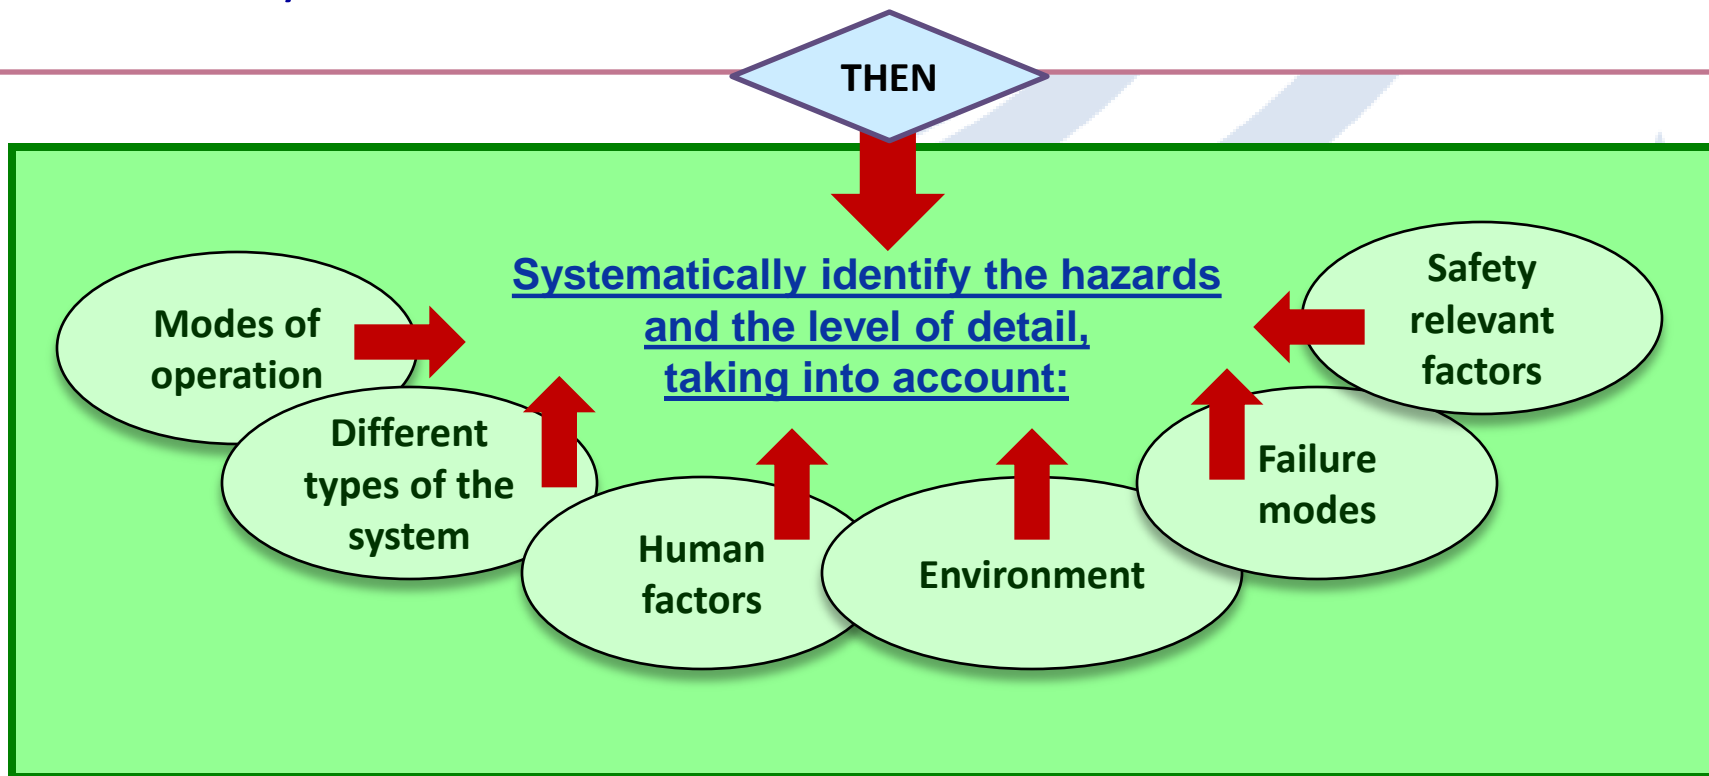 THEN
Systematically identify the hazards
and the level of detail,
taking into account:
Modes of
operation
Different
types of the
system
Human
factors
Environment
Failure
modes
Safety
relevant
factors